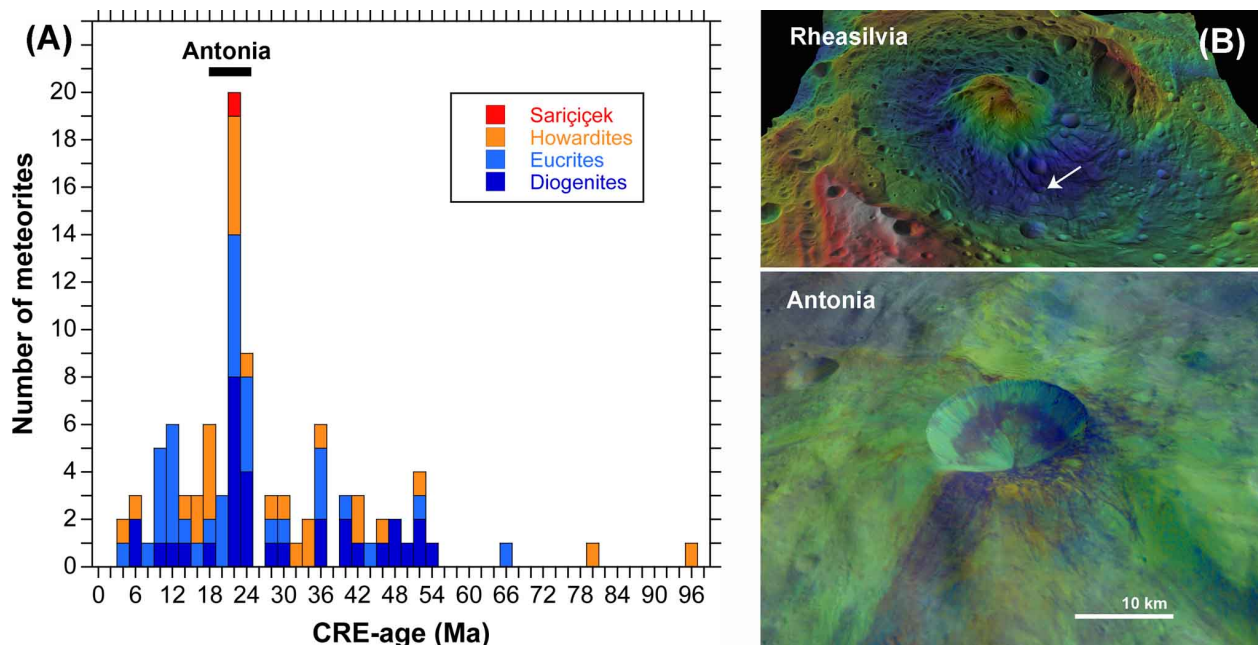 (A)
Antonia
20
18
16
14
12
10
8
6
4
2
0
Number of meteorites
Sariçiçek
Howardites
Eucrites
Diogenites
0 6 12 18 24 30 36 42 48 54 60 66 72 78 84 90 96
CRE-age (Ma)
Rheasilvia
(B)
Antonia
10 km